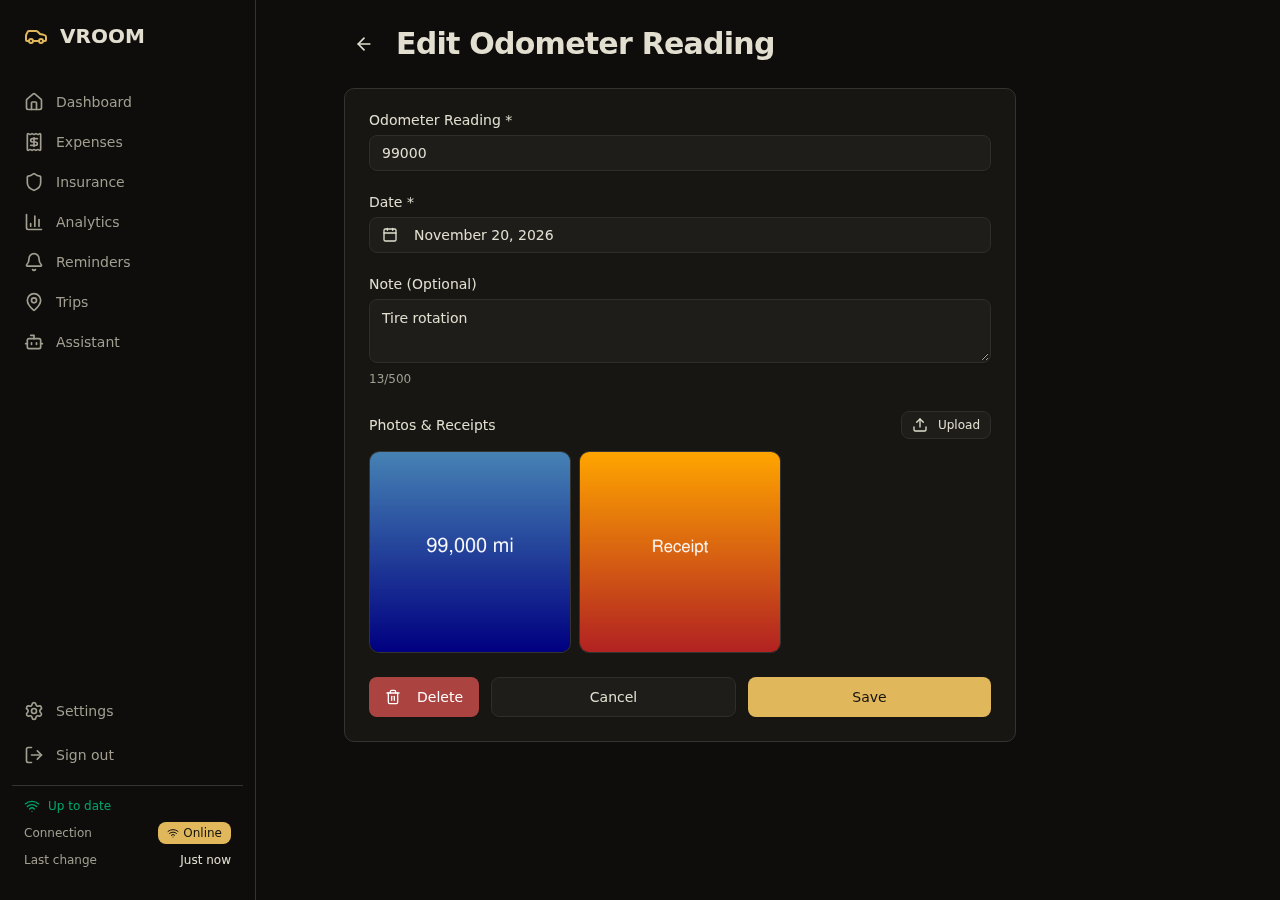 VROOM
Dashboard
Expenses
Insurance
Analytics
Reminders
Trips
Assistant
Settings
Sign out
Up to date
Connection Online
Last change Just now
Edit Odometer Reading
Odometer Reading *
99000
Date *
November 20, 2026
Note (Optional)
Tire rotation
13/500
Photos & Receipts Upload
99,000 mi Receipt
Delete Cancel Save